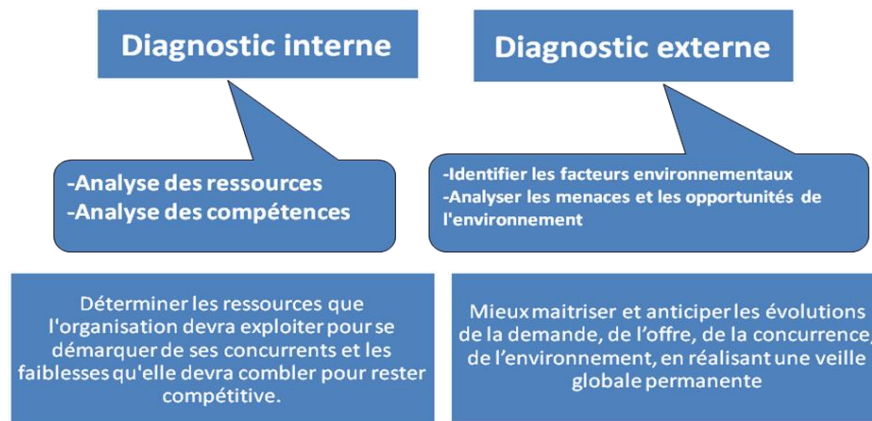 Diagnostic interne
Diagnostic externe
-Analyse des ressources
-Analyse des compétences
-Identifier les facteurs environnementaux
-Analyser les menaces et les opportunités de
l'environnement
Déterminer les ressources que
l'organisation devra exploiter pour se
démarquer de ses concurrents et les
faiblesses qu'elle devra combler pour rester
compétitive.
Mieux maitriser et anticiper les évolutions
de la demande, de l’offre, de la concurrence,
de l’environnement, en réalisant une veille
globale permanente